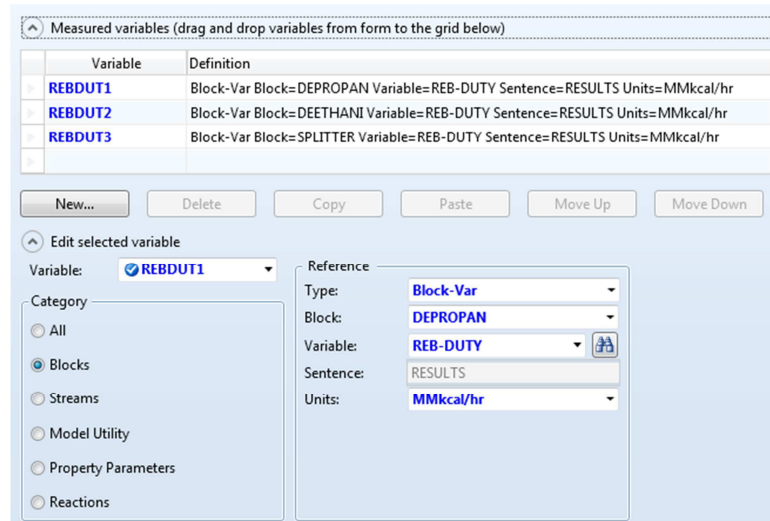 Measured variables (drag and drop variables from form to the grid below)
Variable Definition
REBDUT1 Block-Var Block=DEPROPAN Variable=REB-DUTY Sentence=RESULTS Units=MMkcal/hr
REBDUT2 Block-Var Block=DEETHANI Variable=REB-DUTY Sentence=RESULTS Units=MMkcal/hr
REBDUT3 Block-Var Block=SPLITTER Variable=REB-DUTY Sentence=RESULTS Units=MMkcal/hr
New... Delete Copy Paste Move Up Move Down
Edit selected variable
Variable: REBDUT1
Category
All
Blocks
Streams
Model Utility
Property Parameters
Reactions
Reference
Type: Block-Var
Block: DEPROPAN
Variable: REB-DUTY
Sentence: RESULTS
Units: MMkcal/hr